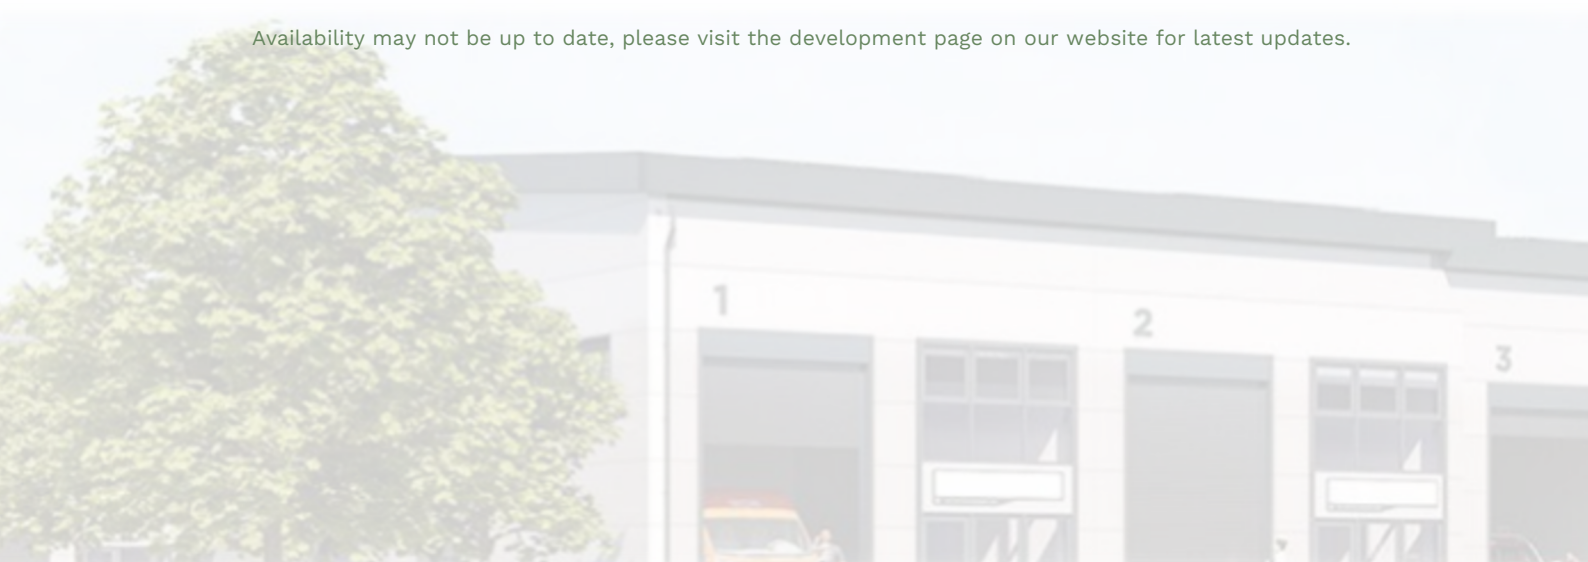 Availability may not be up to date, please visit the development page on our website for latest updates.
1
2
3